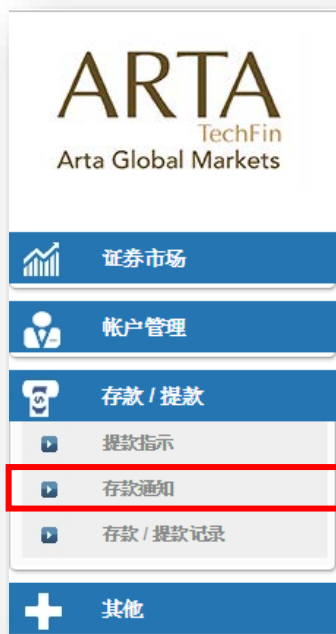 ARTA
TechFin
Arta Global Markets
证券市场
帐户管理
存款 / 提款
提款指示
存款通知
存款 / 提款记录
其他